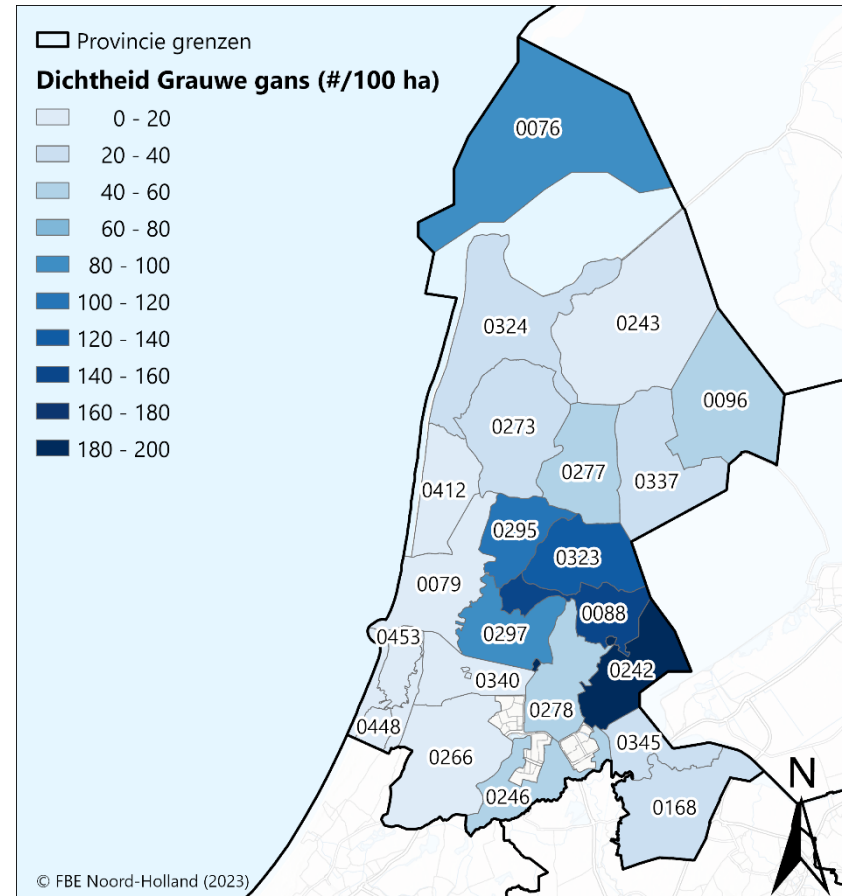 Provincie grenzen
Dichtheid Grauwe gans (#/100 ha)
0 - 20
20 - 40
40 - 60
60 - 80
80 - 100
100 - 120
120 - 140
140 - 160
160 - 180
180 - 200
0076
0324
0243
0096
0273
0277
0337
0412
0295
0323
0079
0088
0453
0297
0242
0340
0278
0448
0345
0266
0246
0168
N
© FBE Noord-Holland (2023)